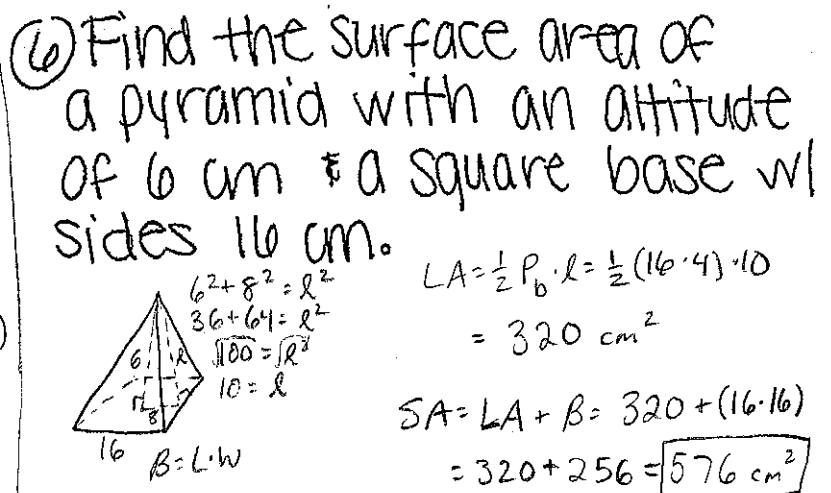 ⑥ Find the surface area of
a pyramid with an altitude
of 6 cm & a square base w/
sides 16 cm.
6² + 8² = l²
36 + 64 = l²
√100 = √l²
10 = l
6 l
8
16
B = L·W
LA = ½ P_b · l = ½ (16·4)·10
= 320 cm²
SA = LA + B = 320 + (16·16)
= 320 + 256 = 576 cm²